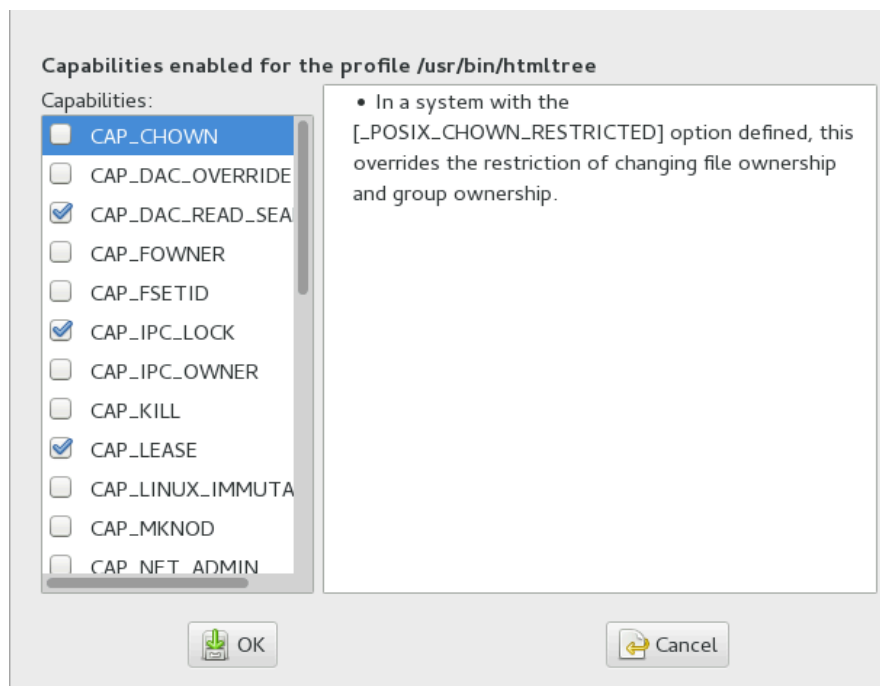 Capabilities enabled for the profile /usr/bin/htmltree
Capabilities:
CAP_CHOWN
CAP_DAC_OVERRIDE
CAP_DAC_READ_SEA
CAP_FOWNER
CAP_FSETID
CAP_IPC_LOCK
CAP_IPC_OWNER
CAP_KILL
CAP_LEASE
CAP_LINUX_IMMUTA
CAP_MKNOD
CAP_NET_ADMIN
• In a system with the
[_POSIX_CHOWN_RESTRICTED] option defined, this
overrides the restriction of changing file ownership
and group ownership.
OK
Cancel